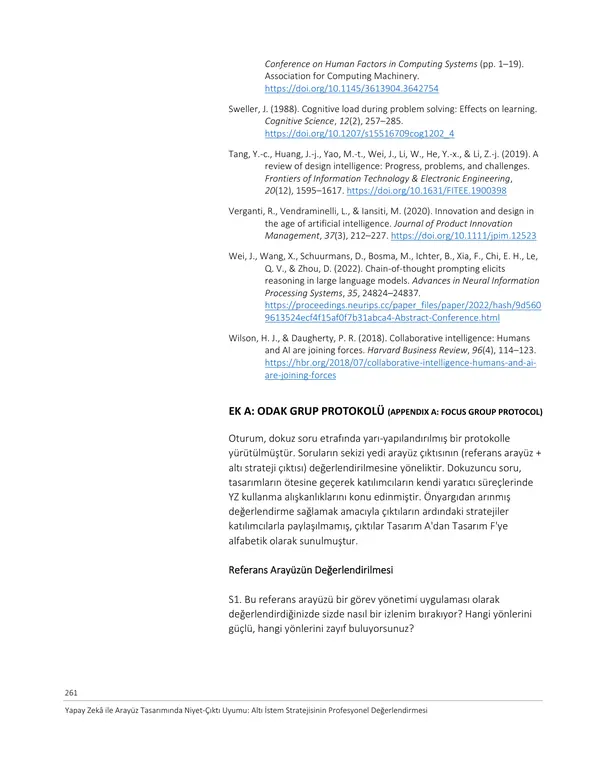 Conference on Human Factors in Computing Systems (pp. 1–19).
Association for Computing Machinery.
https://doi.org/10.1145/3613904.3642754
Sweller, J. (1988). Cognitive load during problem solving: Effects on learning.
Cognitive Science, 12(2), 257–285.
https://doi.org/10.1207/s15516709cog1202_4
Tang, Y.-c., Huang, J.-j., Yao, M.-t., Wei, J., Li, W., He, Y.-x., & Li, Z.-j. (2019). A
review of design intelligence: Progress, problems, and challenges.
Frontiers of Information Technology & Electronic Engineering,
20(12), 1595–1617. https://doi.org/10.1631/FITEE.1900398
Verganti, R., Vendraminelli, L., & Iansiti, M. (2020). Innovation and design in
the age of artificial intelligence. Journal of Product Innovation
Management, 37(3), 212–227. https://doi.org/10.1111/jpim.12523
Wei, J., Wang, X., Schuurmans, D., Bosma, M., Ichter, B., Xia, F., Chi, E. H., Le,
Q. V., & Zhou, D. (2022). Chain-of-thought prompting elicits
reasoning in large language models. Advances in Neural Information
Processing Systems, 35, 24824–24837.
https://proceedings.neurips.cc/paper_files/paper/2022/hash/9d560
9613524ecf4f15af0f7b31abca4-Abstract-Conference.html
Wilson, H. J., & Daugherty, P. R. (2018). Collaborative intelligence: Humans
and AI are joining forces. Harvard Business Review, 96(4), 114–123.
https://hbr.org/2018/07/collaborative-intelligence-humans-and-ai-
are-joining-forces
EK A: ODAK GRUP PROTOKOLÜ (APPENDIX A: FOCUS GROUP PROTOCOL)
Oturum, dokuz soru etrafında yarı-yapılandırılmış bir protokolle
yürütülmüştür. Soruların sekizi yedi arayüz çıktısının (referans arayüz +
altı strateji çıktısı) değerlendirilmesine yöneliktir. Dokuzuncu soru,
tasarımların ötesine geçerek katılımcıların kendi yaratıcı süreçlerinde
YZ kullanma alışkanlıklarını konu edinmiştir. Önyargıdan arınmış
değerlendirme sağlamak amacıyla çıktıların ardındaki stratejiler
katılımcılarla paylaşılmamış, çıktılar Tasarım A'dan Tasarım F'ye
alfabetik olarak sunulmuştur.
Referans Arayüzün Değerlendirilmesi
S1. Bu referans arayüzü bir görev yönetimi uygulaması olarak
değerlendirdiğinizde sizde nasıl bir izlenim bırakıyor? Hangi yönlerini
güçlü, hangi yönlerini zayıf buluyorsunuz?
261
Yapay Zekâ ile Arayüz Tasarımında Niyet-Çıktı Uyumu: Altı İstem Stratejisinin Profesyonel Değerlendirmesi